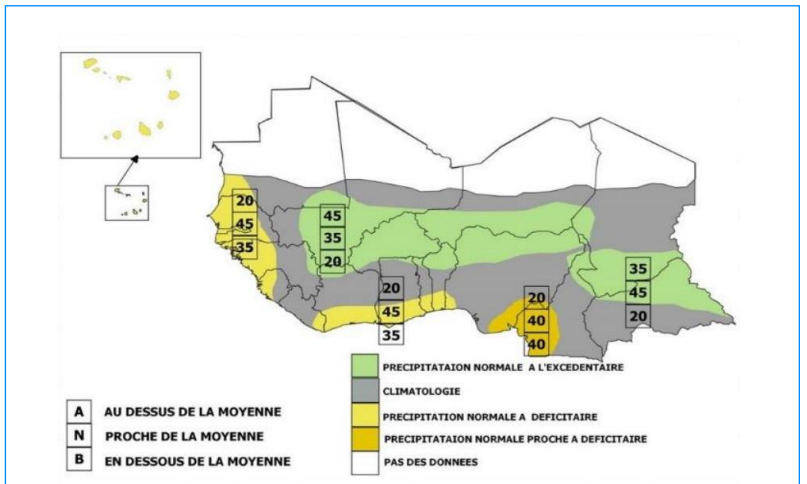 20
45
35
45
35
20
20
45
35
20
40
40
35
45
20
A AU DESSUS DE LA MOYENNE
N PROCHE DE LA MOYENNE
B EN DESSOUS DE LA MOYENNE
PRECIPITATAION NORMALE A L'EXCEDENTAIRE
CLIMATOLOGIE
PRECIPITATION NORMALE A DEFICITAIRE
PRECIPITATAION NORMALE PROCHE A DEFICITAIRE
PAS DES DONNEES